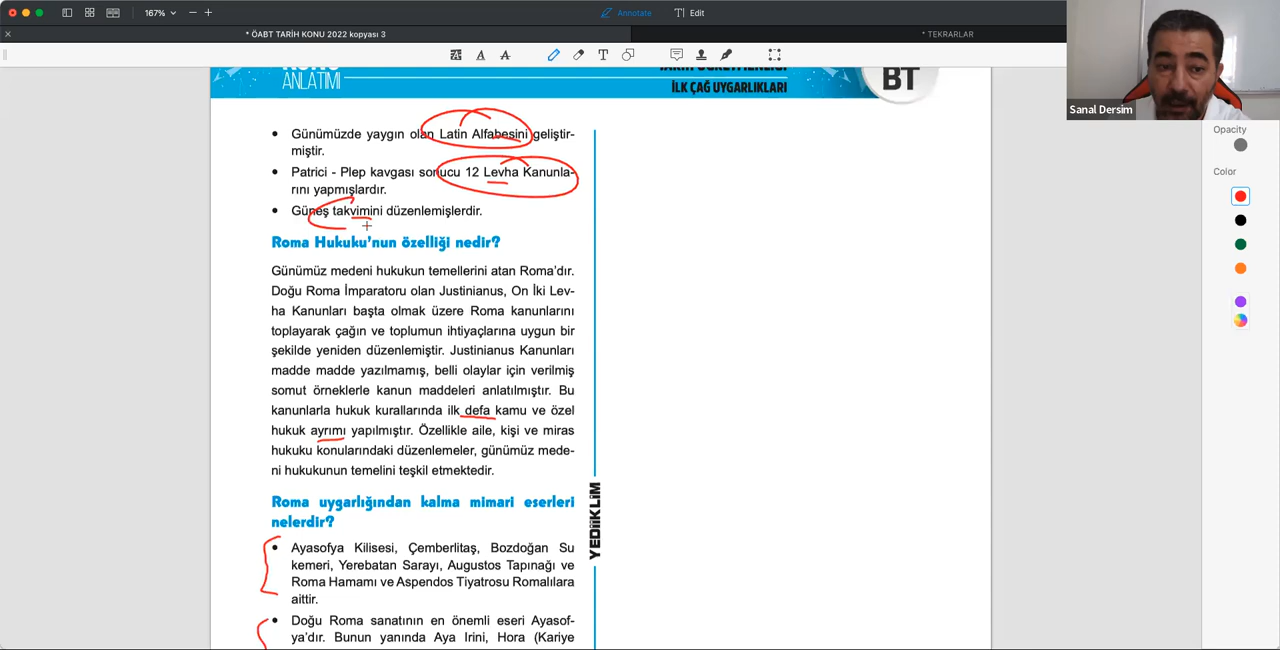 167%
Annotate
Edit
* ÖABT TARİH KONU 2022 kopyası 3
* TEKRARLAR
ANLATIMI
İLK ÇAĞ UYGARLIKLARI
BT
Sanal Dersim
Opacity
Color
• Günümüzde yaygın olan Latin Alfabesini geliştir-
miştir.
• Patrici - Plep kavgası sonucu 12 Levha Kanunla-
rını yapmışlardır.
• Güneş takvimini düzenlemişlerdir.
Roma Hukuku’nun özelliği nedir?
Günümüz medeni hukukun temellerini atan Roma’dır.
Doğu Roma İmparatoru olan Justinianus, On İki Lev-
ha Kanunları başta olmak üzere Roma kanunlarını
toplayarak çağın ve toplumun ihtiyaçlarına uygun bir
şekilde yeniden düzenlemiştir. Justinianus Kanunları
madde madde yazılmamış, belli olaylar için verilmiş
somut örneklerle kanun maddeleri anlatılmıştır. Bu
kanunlarla hukuk kurallarında ilk defa kamu ve özel
hukuk ayrımı yapılmıştır. Özellikle aile, kişi ve miras
hukuku konularındaki düzenlemeler, günümüz mede-
ni hukukunun temelini teşkil etmektedir.
Roma uygarlığından kalma mimari eserleri
nelerdir?
• Ayasofya Kilisesi, Çemberlitaş, Bozdoğan Su
kemeri, Yerebatan Sarayı, Augustos Tapınağı ve
Roma Hamamı ve Aspendos Tiyatrosu Romalılara
aittir.
• Doğu Roma sanatının en önemli eseri Ayasof-
ya’dır. Bunun yanında Aya Irini, Hora (Kariye
YEDİİKLİM